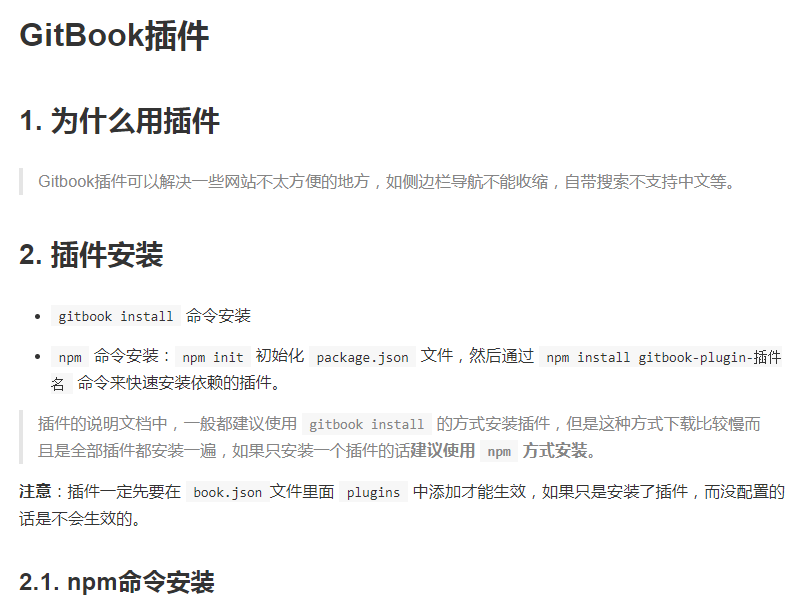 GitBook插件
1. 为什么用插件
Gitbook插件可以解决一些网站不太方便的地方，如侧边栏导航不能收缩，自带搜索不支持中文等。
2. 插件安装
• gitbook install 命令安装
• npm 命令安装：npm init 初始化 package.json 文件，然后通过 npm install gitbook-plugin-插件
名 命令来快速安装依赖的插件。
插件的说明文档中，一般都建议使用 gitbook install 的方式安装插件，但是这种方式下载比较慢而
且是全部插件都安装一遍，如果只安装一个插件的话建议使用 npm 方式安装。
注意：插件一定先要在 book.json 文件里面 plugins 中添加才能生效，如果只是安装了插件，而没配置的
话是不会生效的。
2.1. npm命令安装